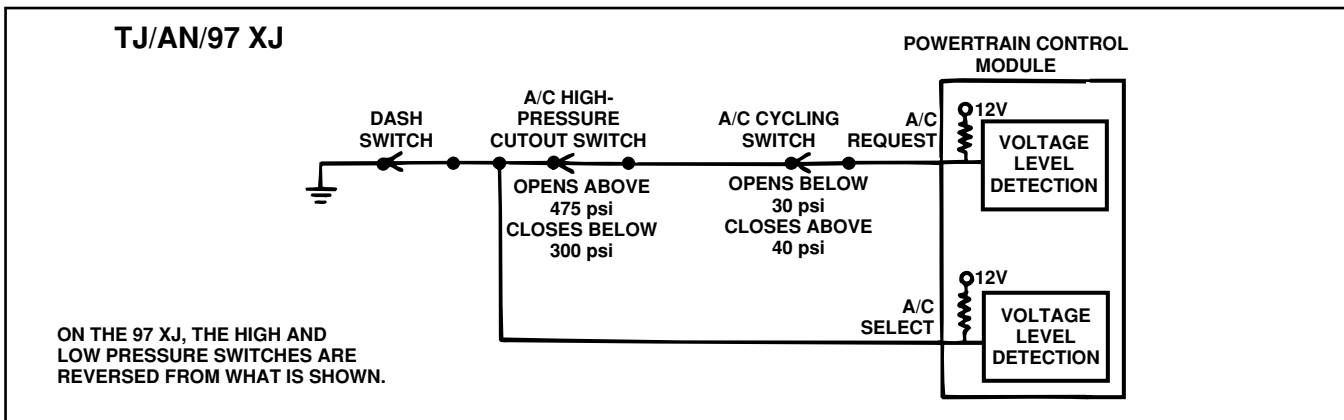 TJ/AN/97 XJ
POWERTRAIN CONTROL
MODULE
DASH
SWITCH
A/C HIGH-
PRESSURE
CUTOUT SWITCH
A/C CYCLING
SWITCH
A/C
REQUEST
12V
VOLTAGE
LEVEL
DETECTION
OPENS ABOVE
475 psi
CLOSES BELOW
300 psi
OPENS BELOW
30 psi
CLOSES ABOVE
40 psi
A/C
SELECT
12V
VOLTAGE
LEVEL
DETECTION
ON THE 97 XJ, THE HIGH AND
LOW PRESSURE SWITCHES ARE
REVERSED FROM WHAT IS SHOWN.